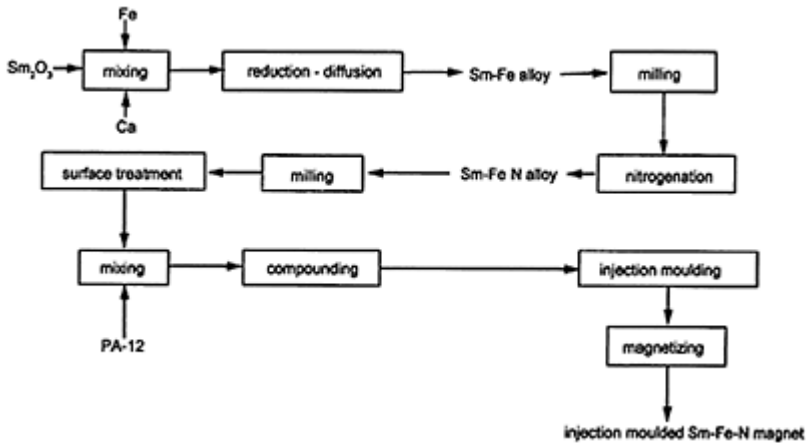 Fe
Sm₂O₃
mixing
reduction - diffusion
Sm-Fe alloy
milling
Ca
surface treatment
milling
Sm-Fe N alloy
nitrogenation
mixing
compounding
injection moulding
PA-12
magnetizing
injection moulded Sm-Fe-N magnet